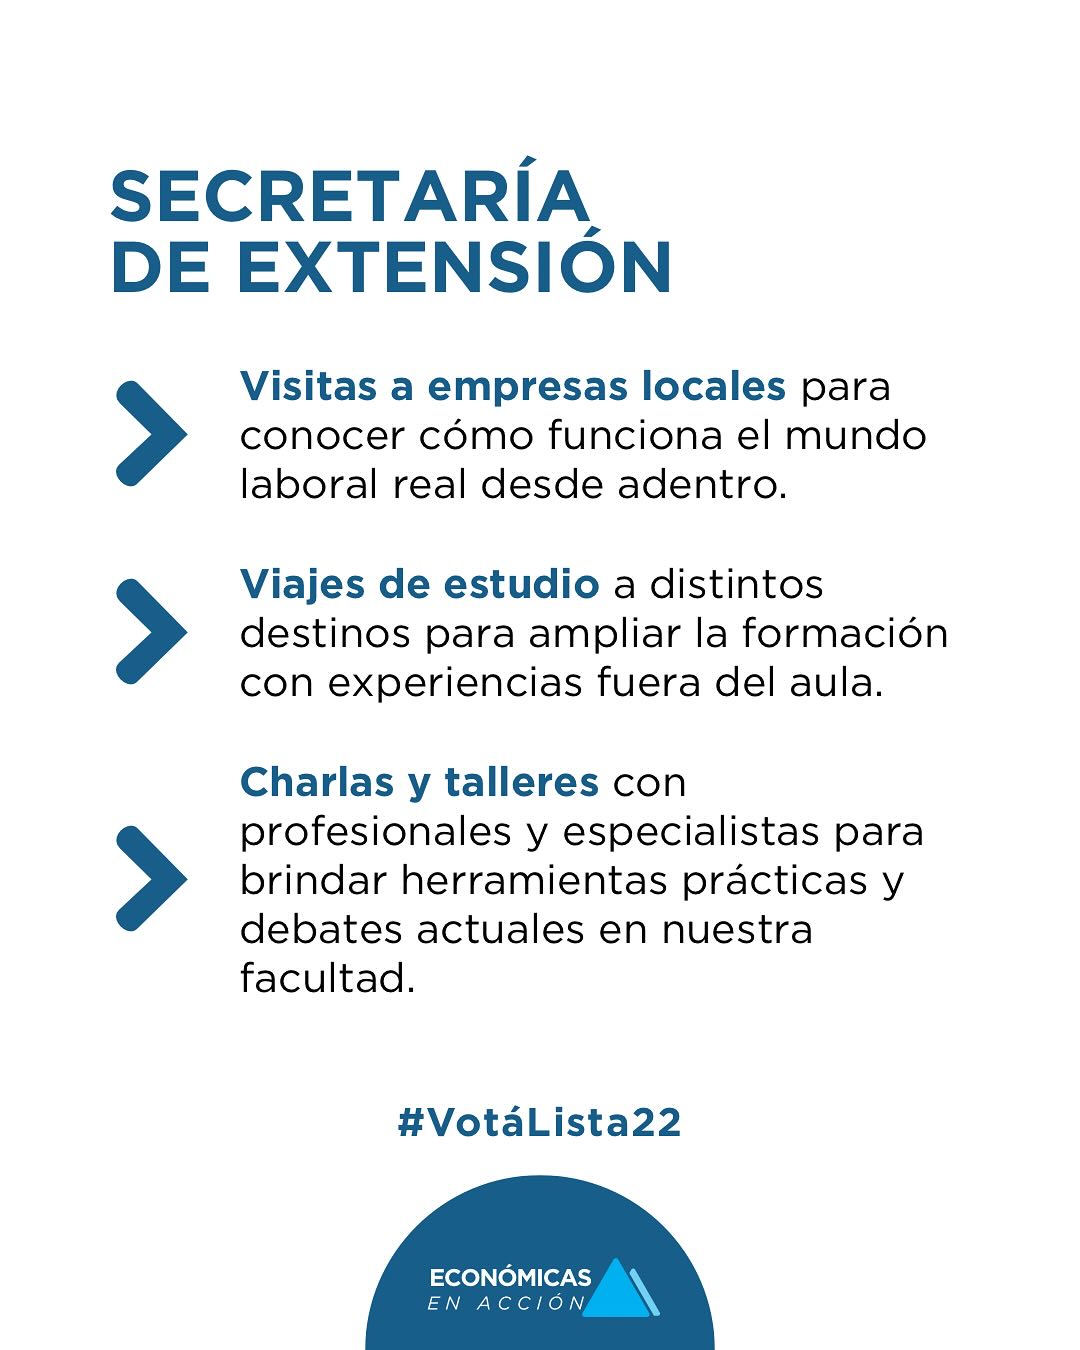 SECRETARÍA
DE EXTENSIÓN
Visitas a empresas locales para
conocer cómo funciona el mundo
laboral real desde adentro.
Viajes de estudio a distintos
destinos para ampliar la formación
con experiencias fuera del aula.
Charlas y talleres con
profesionales y especialistas para
brindar herramientas prácticas y
debates actuales en nuestra
facultad.
#VotáLista22
ECONÓMICAS
EN ACCIÓN